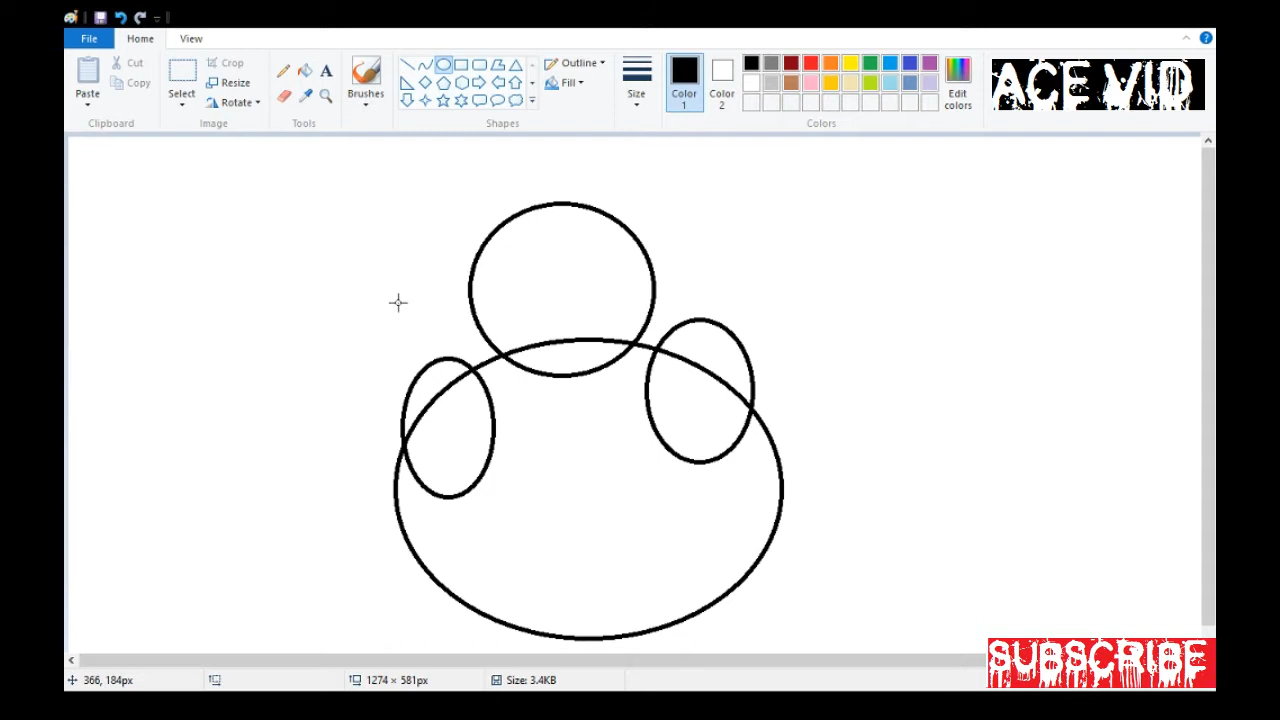 File Home View
Cut
Copy
Paste
Clipboard
Select
Crop
Resize
Rotate
Image
A
Tools
Brushes
Outline
Fill
Shapes
Size
Color
1
Color
2
Edit
colors
Colors
ACE VID
SUBSCRIBE
366, 184px
1274 × 581px
Size: 3.4KB